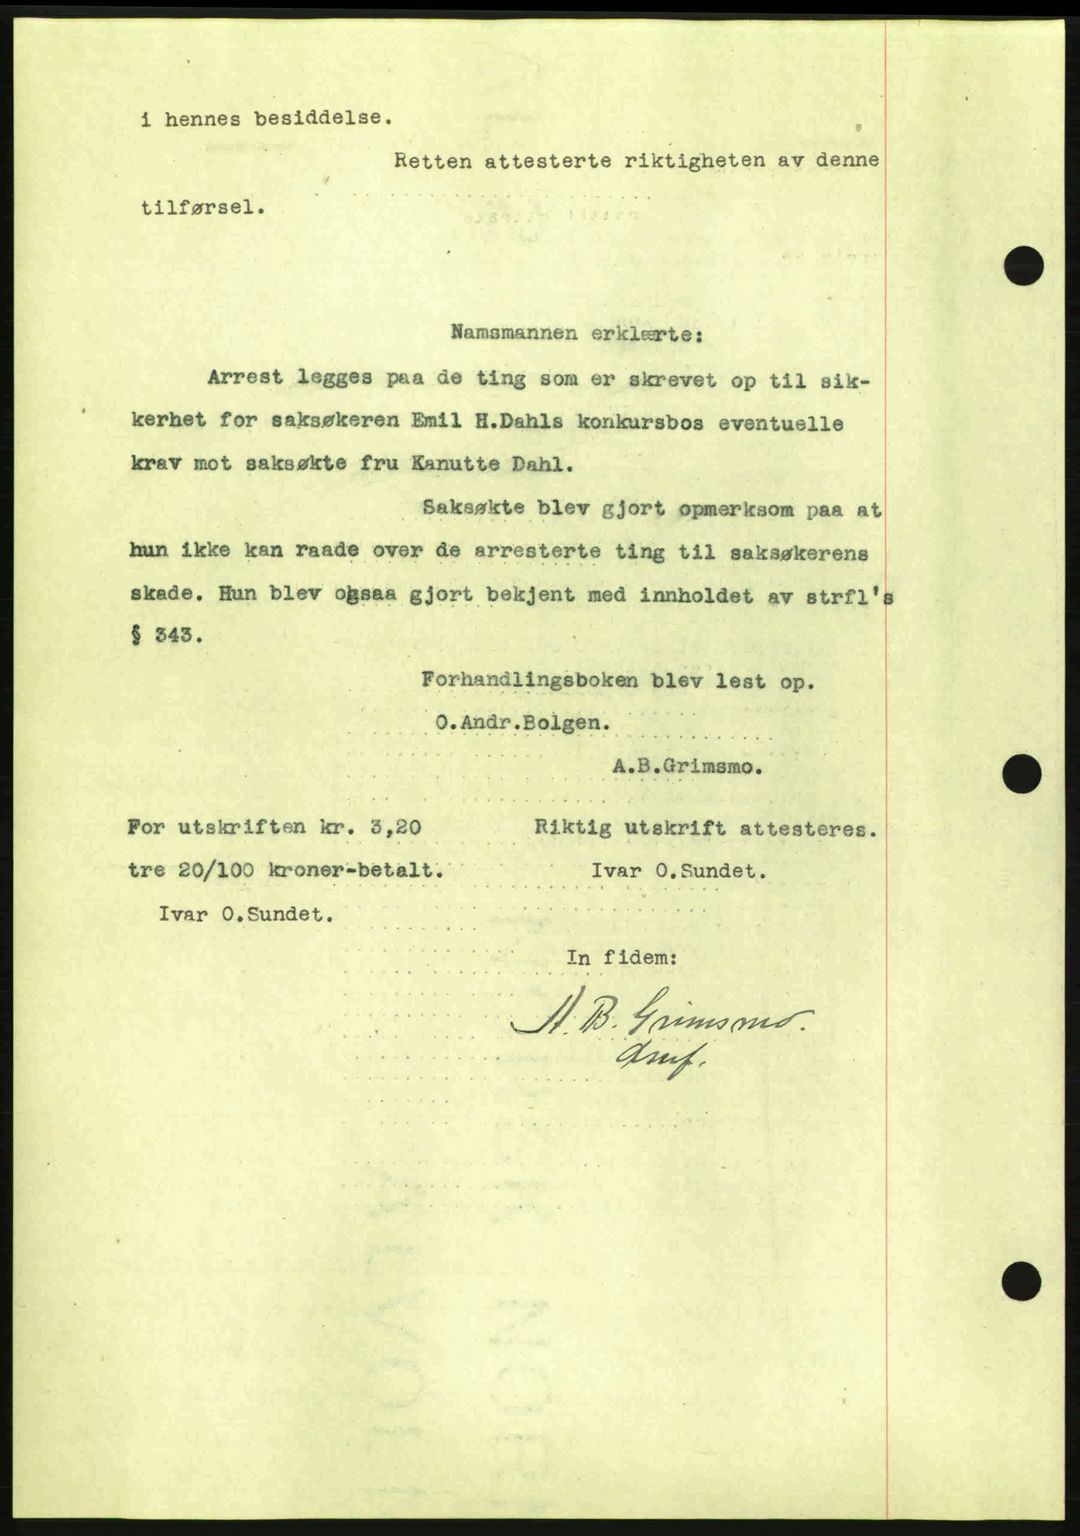 i hennes besiddelse.
Retten attesterte riktigheten av denne
tilførsel.
Namsmannen erklærte:
Arrest legges paa de ting som er skrevet op til sik-
kerhet for saksøkeren Emil H.Dahls konkursbos eventuelle
krav mot saksøkte fru Kanutte Dahl.
Saksøkte blev gjort opmerksom paa at
hun ikke kan raade over de arresterte ting til saksøkerens
skade. Hun blev ogsaa gjort bekjent med innholdet av strfl's
§ 343.
Forhandlingsboken blev lest op.
O.Andr.Bolgen.
A.B.Grimsmo.
For utskriften kr. 3,20
Riktig utskrift attesteres.
tre 20/100 kroner-betalt.
Ivar O.Sundet.
Ivar O.Sundet.
In fidem:
A. B. Grimsmo.